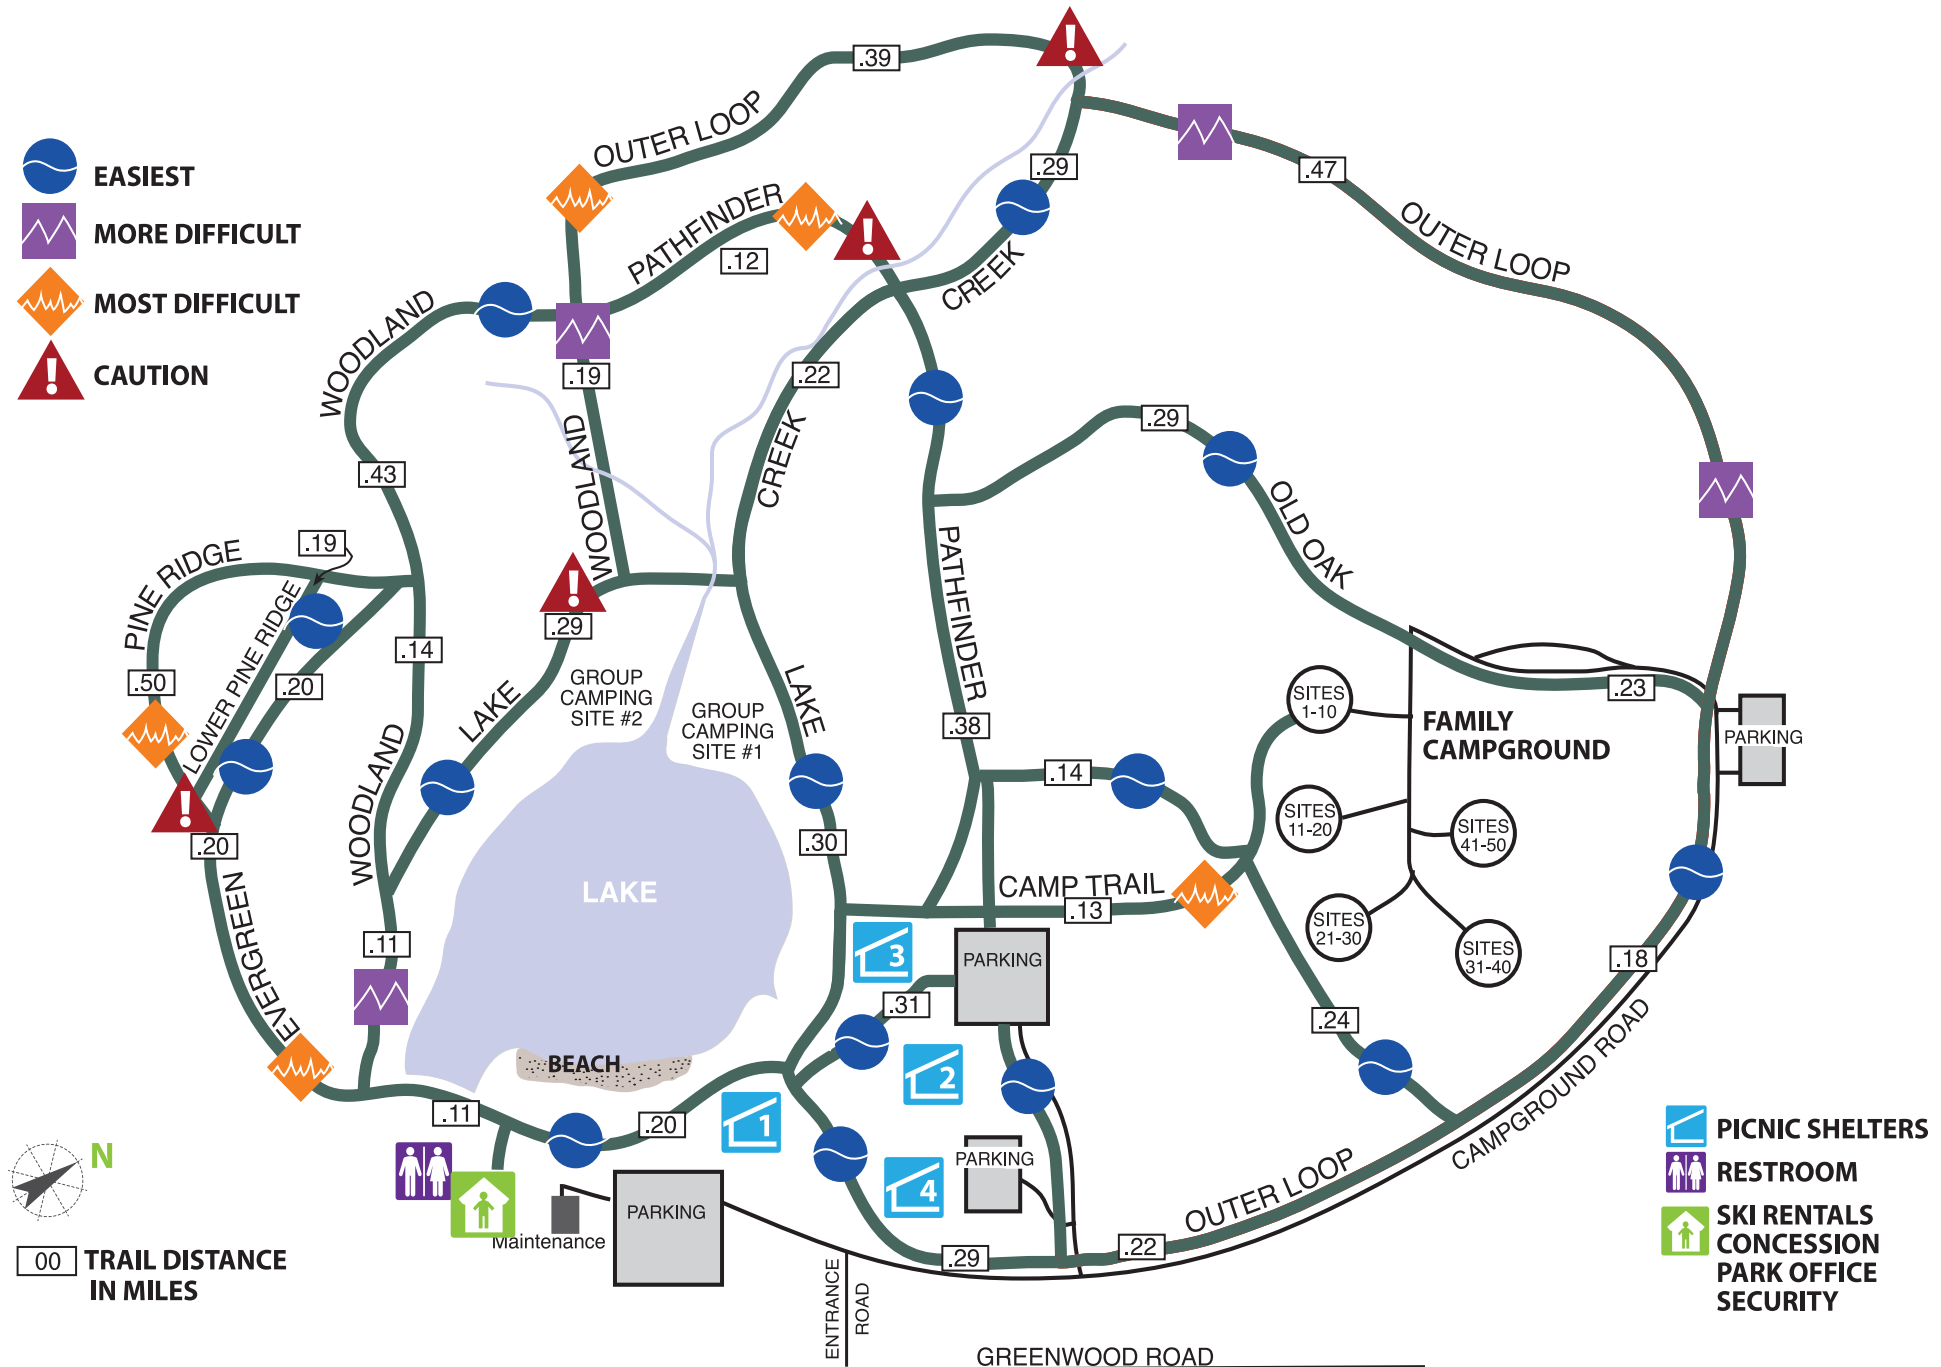 .39
OUTER LOOP
.29
.47
EASIEST
MORE DIFFICULT
MOST DIFFICULT
CAUTION
PATHFINDER
.12
CREEK
OUTER LOOP
WOODLAND
.19
.22
.43
WOODLAND
CREEK
.29
OLD OAK
.19
PINE RIDGE
LOWER PINE RIDGE
.50
.20
.14
.29
LAKE
GROUP
CAMPING
SITE #2
GROUP
CAMPING
SITE #1
LAKE
PATHFINDER
.38
.14
SITES
1-10
.23
FAMILY
CAMPGROUND
PARKING
SITES
11-20
SITES
41-50
SITES
21-30
SITES
31-40
.20
WOODLAND
LAKE
.30
CAMP TRAIL
.13
EVERGREEN
.11
3
PARKING
.31
.18
.24
BEACH
2
.11
.20
1
CAMPGROUND ROAD
PARKING
4
OUTER LOOP
PARKING
Maintenance
.29
.22
ENTRANCE
ROAD
GREENWOOD ROAD
N
00
TRAIL DISTANCE
IN MILES
PICNIC SHELTERS
RESTROOM
SKI RENTALS
CONCESSION
PARK OFFICE
SECURITY